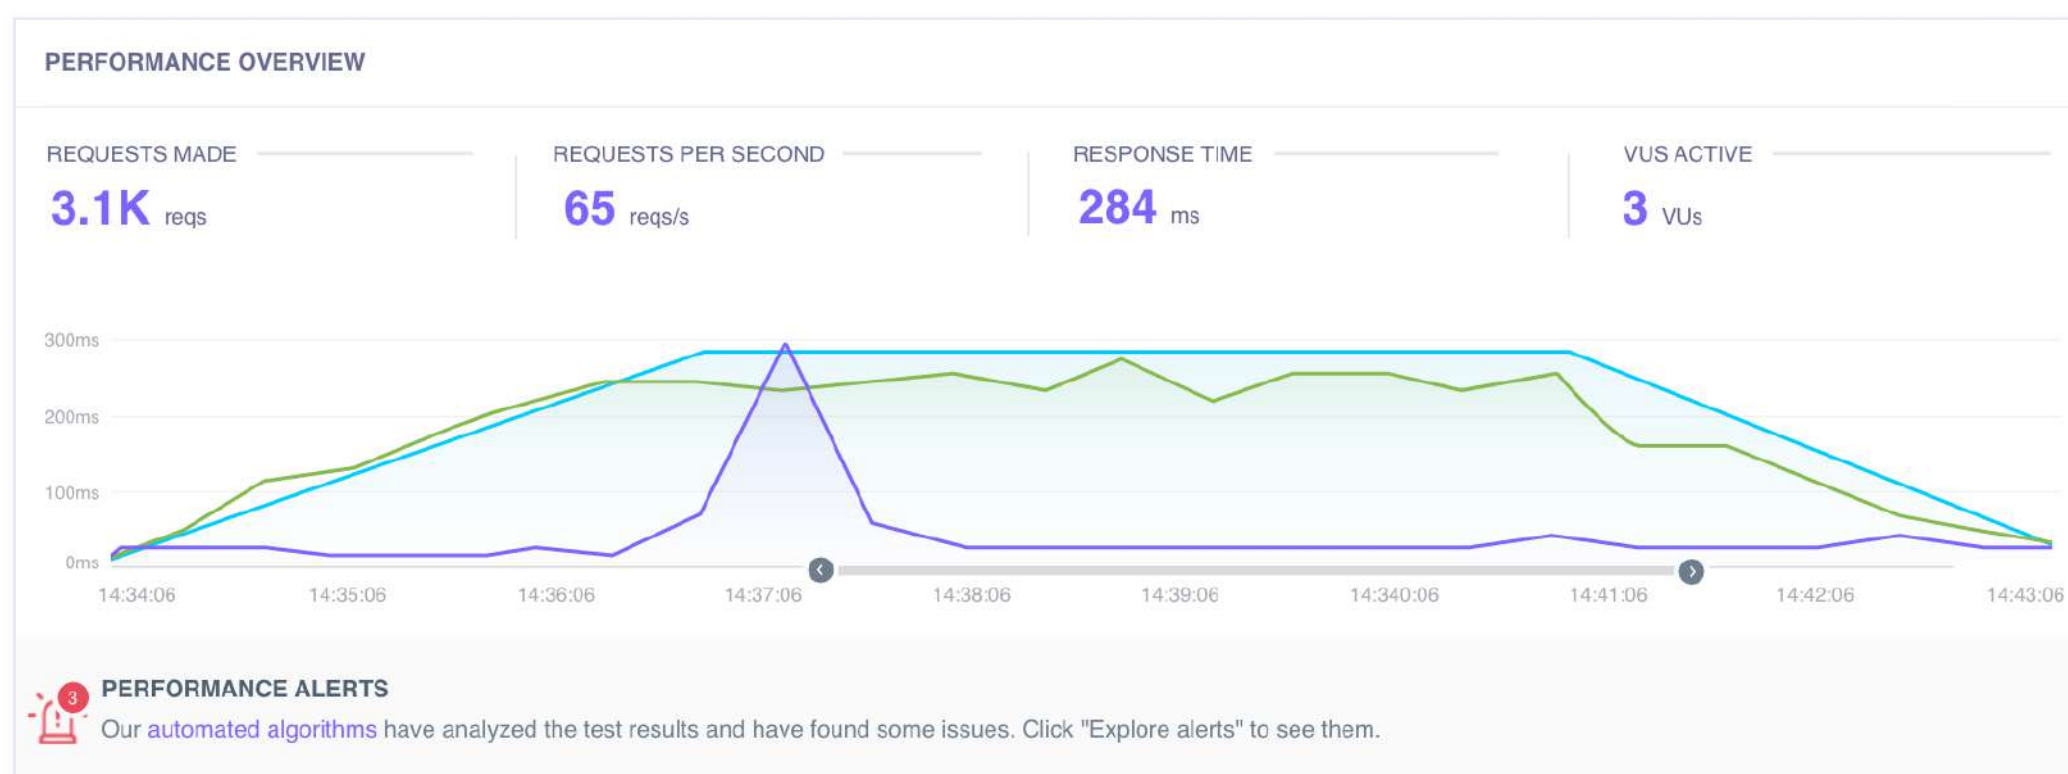 PERFORMANCE OVERVIEW
REQUESTS MADE
3.1K reqs
REQUESTS PER SECOND
65 reqs/s
RESPONSE TIME
284 ms
VUS ACTIVE
3 VUs
300ms
200ms
100ms
0ms
14:34:06 14:35:06 14:36:06 14:37:06 14:38:06 14:39:06 14:340:06 14:41:06 14:42:06 14:43:06
3
PERFORMANCE ALERTS
Our automated algorithms have analyzed the test results and have found some issues. Click "Explore alerts" to see them.